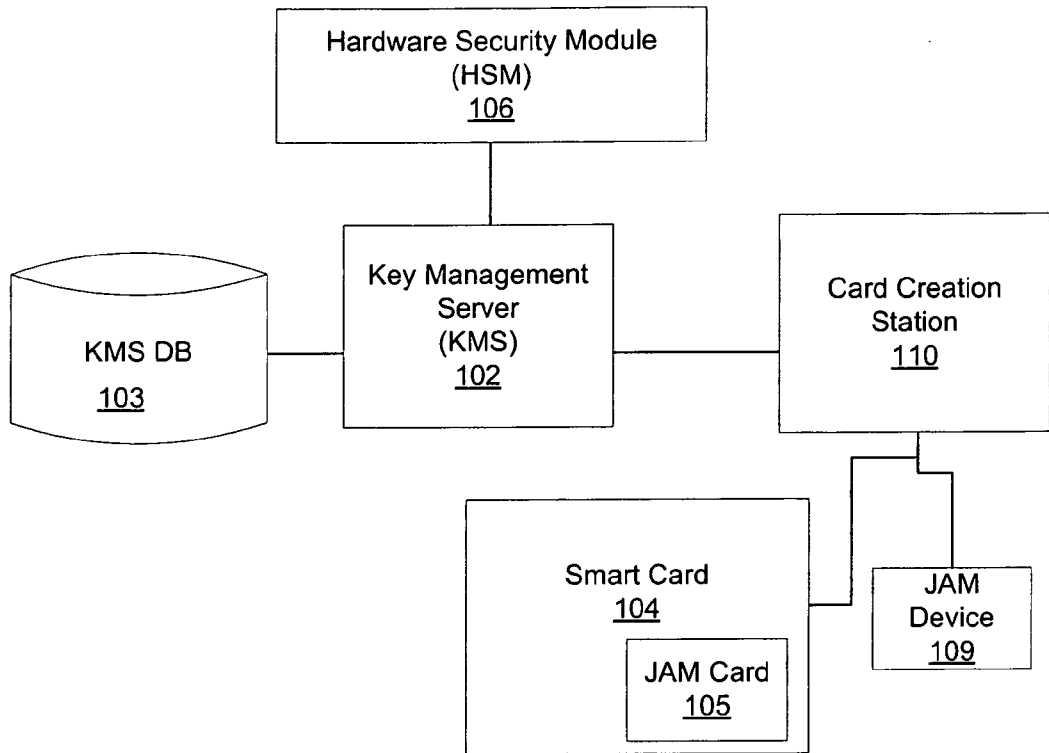 Hardware Security Module
(HSM)
106
Key Management
Server
(KMS)
102
KMS DB
103
Card Creation
Station
110
Smart Card
104
JAM Card
105
JAM
Device
109